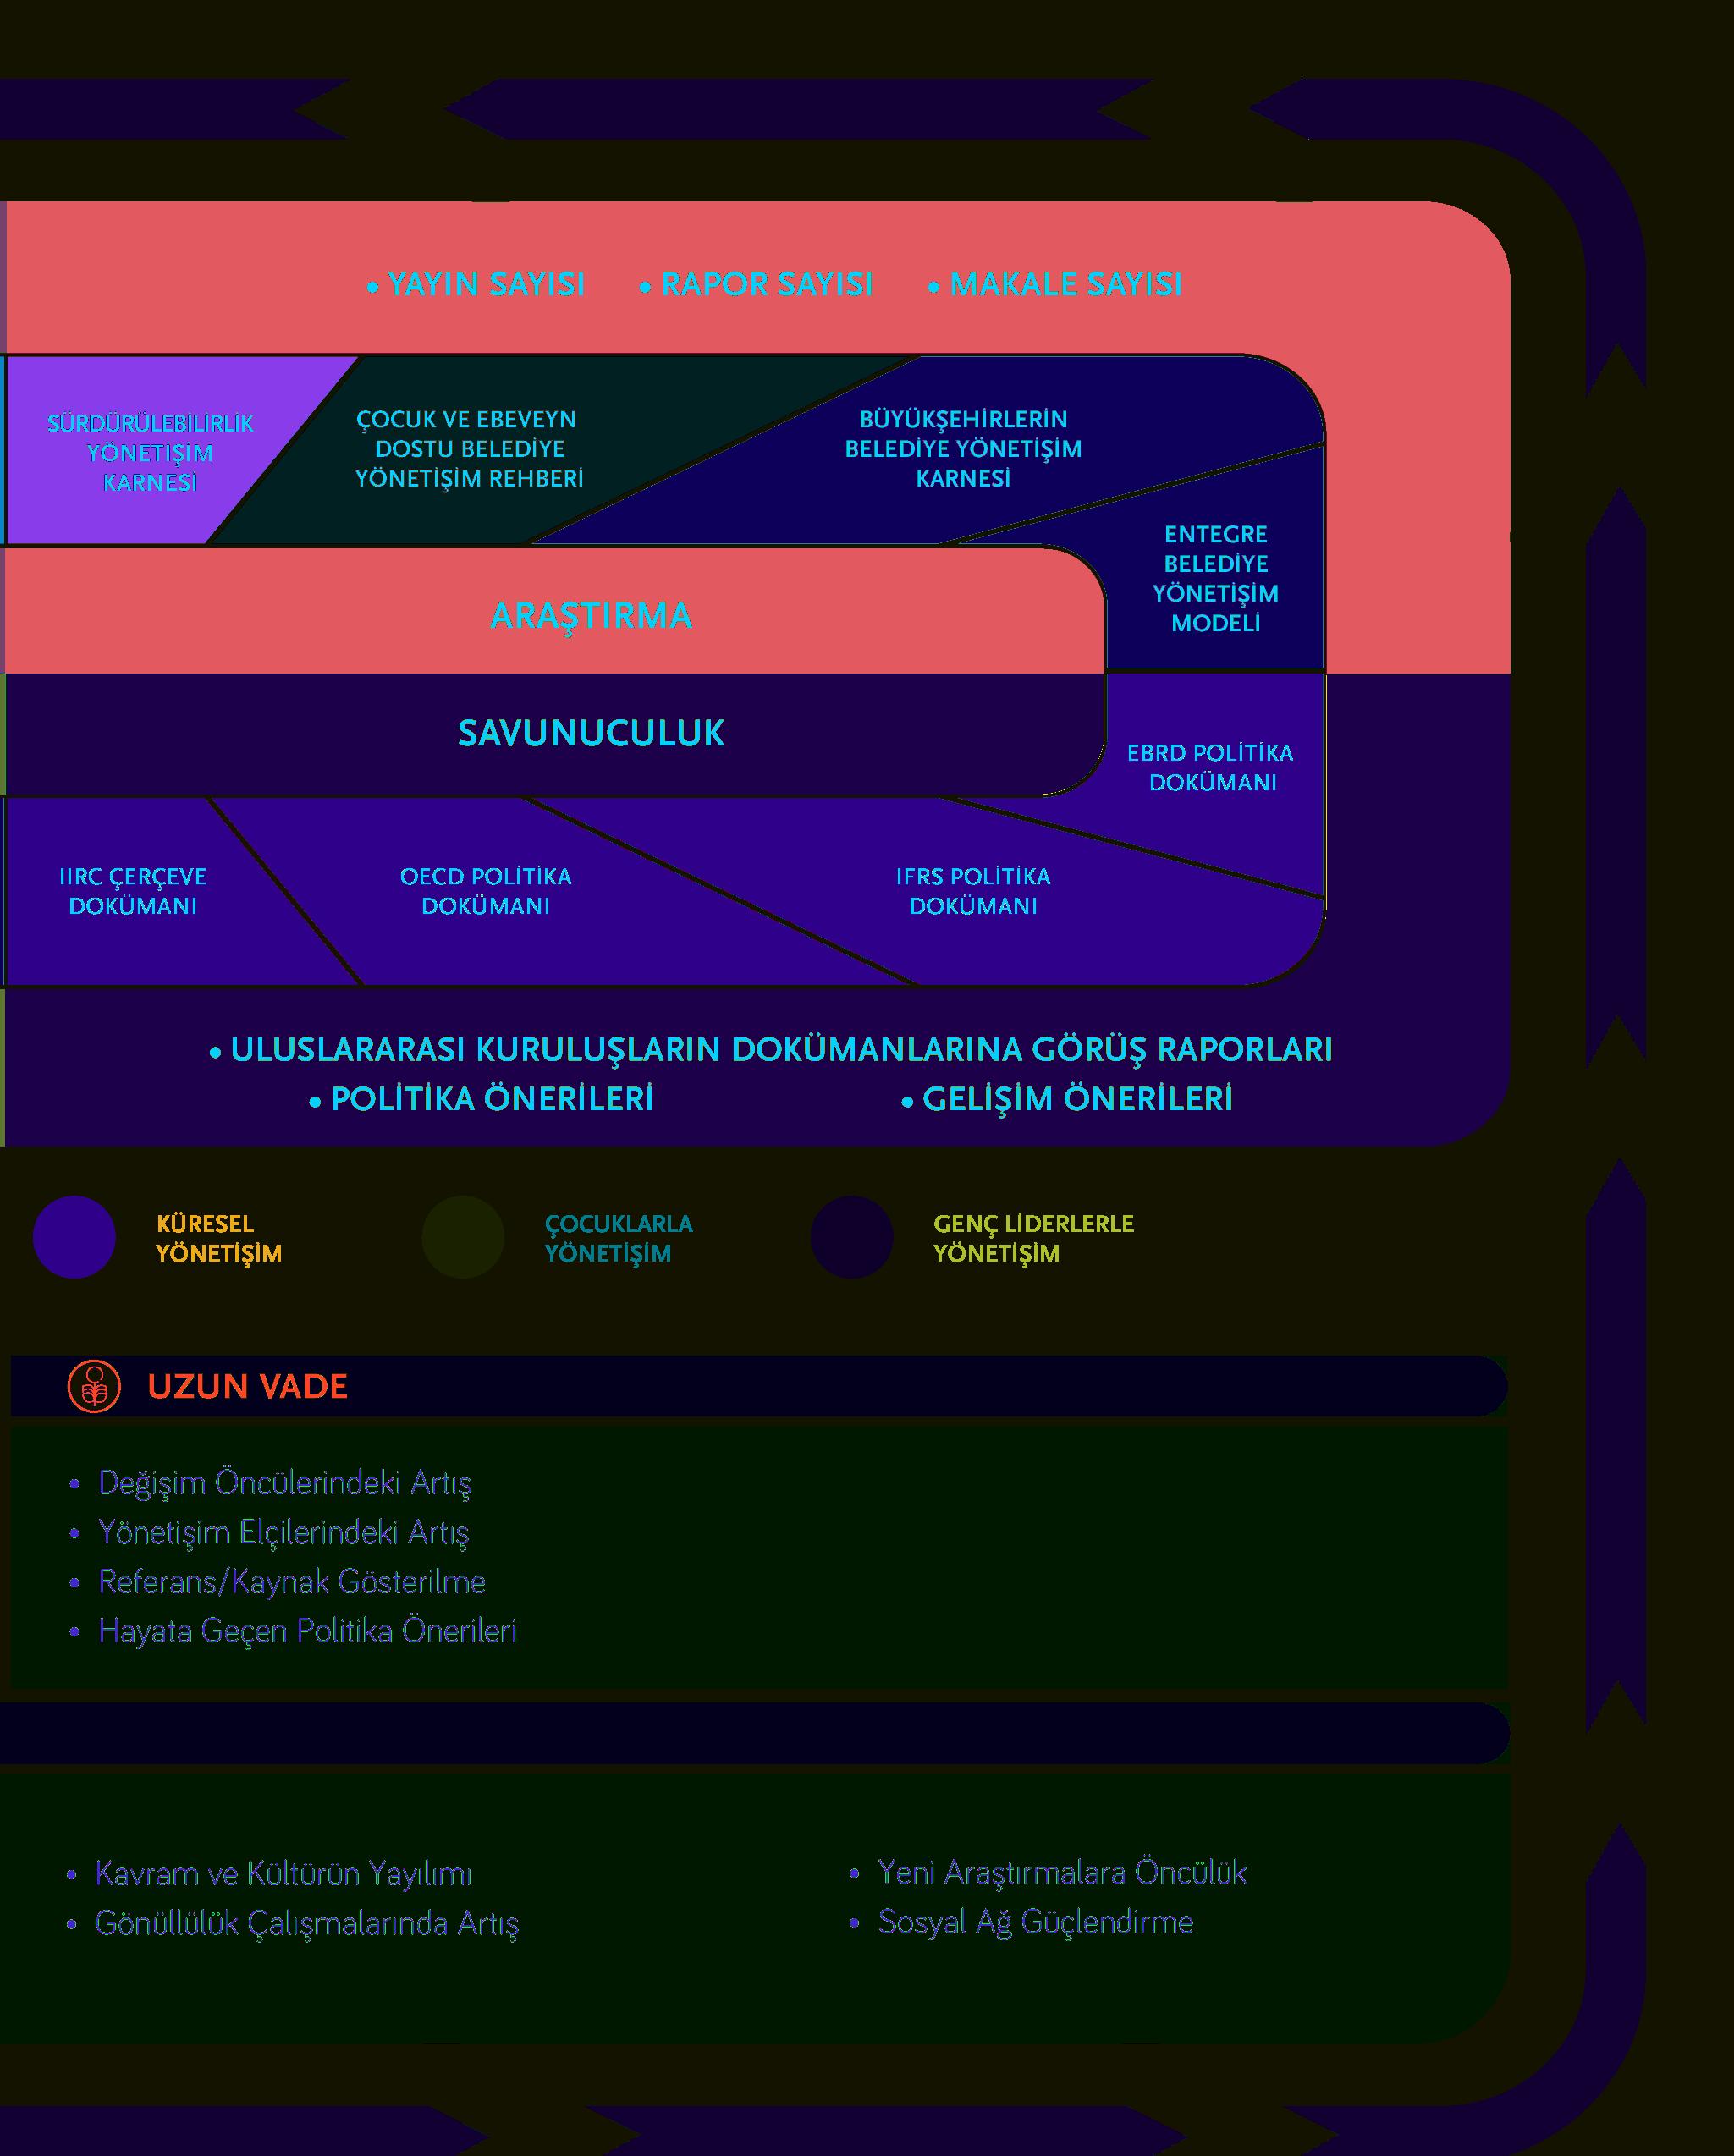 • YAYIN SAYISI • RAPOR SAYISI • MAKALE SAYISI
SÜRDÜRÜLEBİLİRLİK
YÖNETİŞİM
KARNESİ
ÇOCUK VE EBEVEYN
DOSTU BELEDİYE
YÖNETİŞİM REHBERİ
BÜYÜKŞEHİRLERİN
BELEDİYE YÖNETİŞİM
KARNESİ
ENTEGRE
BELEDİYE
YÖNETİŞİM
MODELİ
ARAŞTIRMA
SAVUNUCULUK
EBRD POLİTİKA
DOKÜMANI
IIRC ÇERÇEVE
DOKÜMANI
OECD POLİTİKA
DOKÜMANI
IFRS POLİTİKA
DOKÜMANI
• ULUSLARARASI KURULUŞLARIN DOKÜMANLARINA GÖRÜŞ RAPORLARI
• POLİTİKA ÖNERİLERİ • GELİŞİM ÖNERİLERİ
KÜRESEL
YÖNETİŞİM
ÇOCUKLARLA
YÖNETİŞİM
GENÇ LİDERLERLE
YÖNETİŞİM
UZUN VADE
• Değişim Öncülerindeki Artış
• Yönetişim Elçilerindeki Artış
• Referans/Kaynak Gösterilme
• Hayata Geçen Politika Önerileri
• Kavram ve Kültürün Yayılımı
• Gönüllülük Çalışmalarında Artış
• Yeni Araştırmalara Öncülük
• Sosyal Ağ Güçlendirme